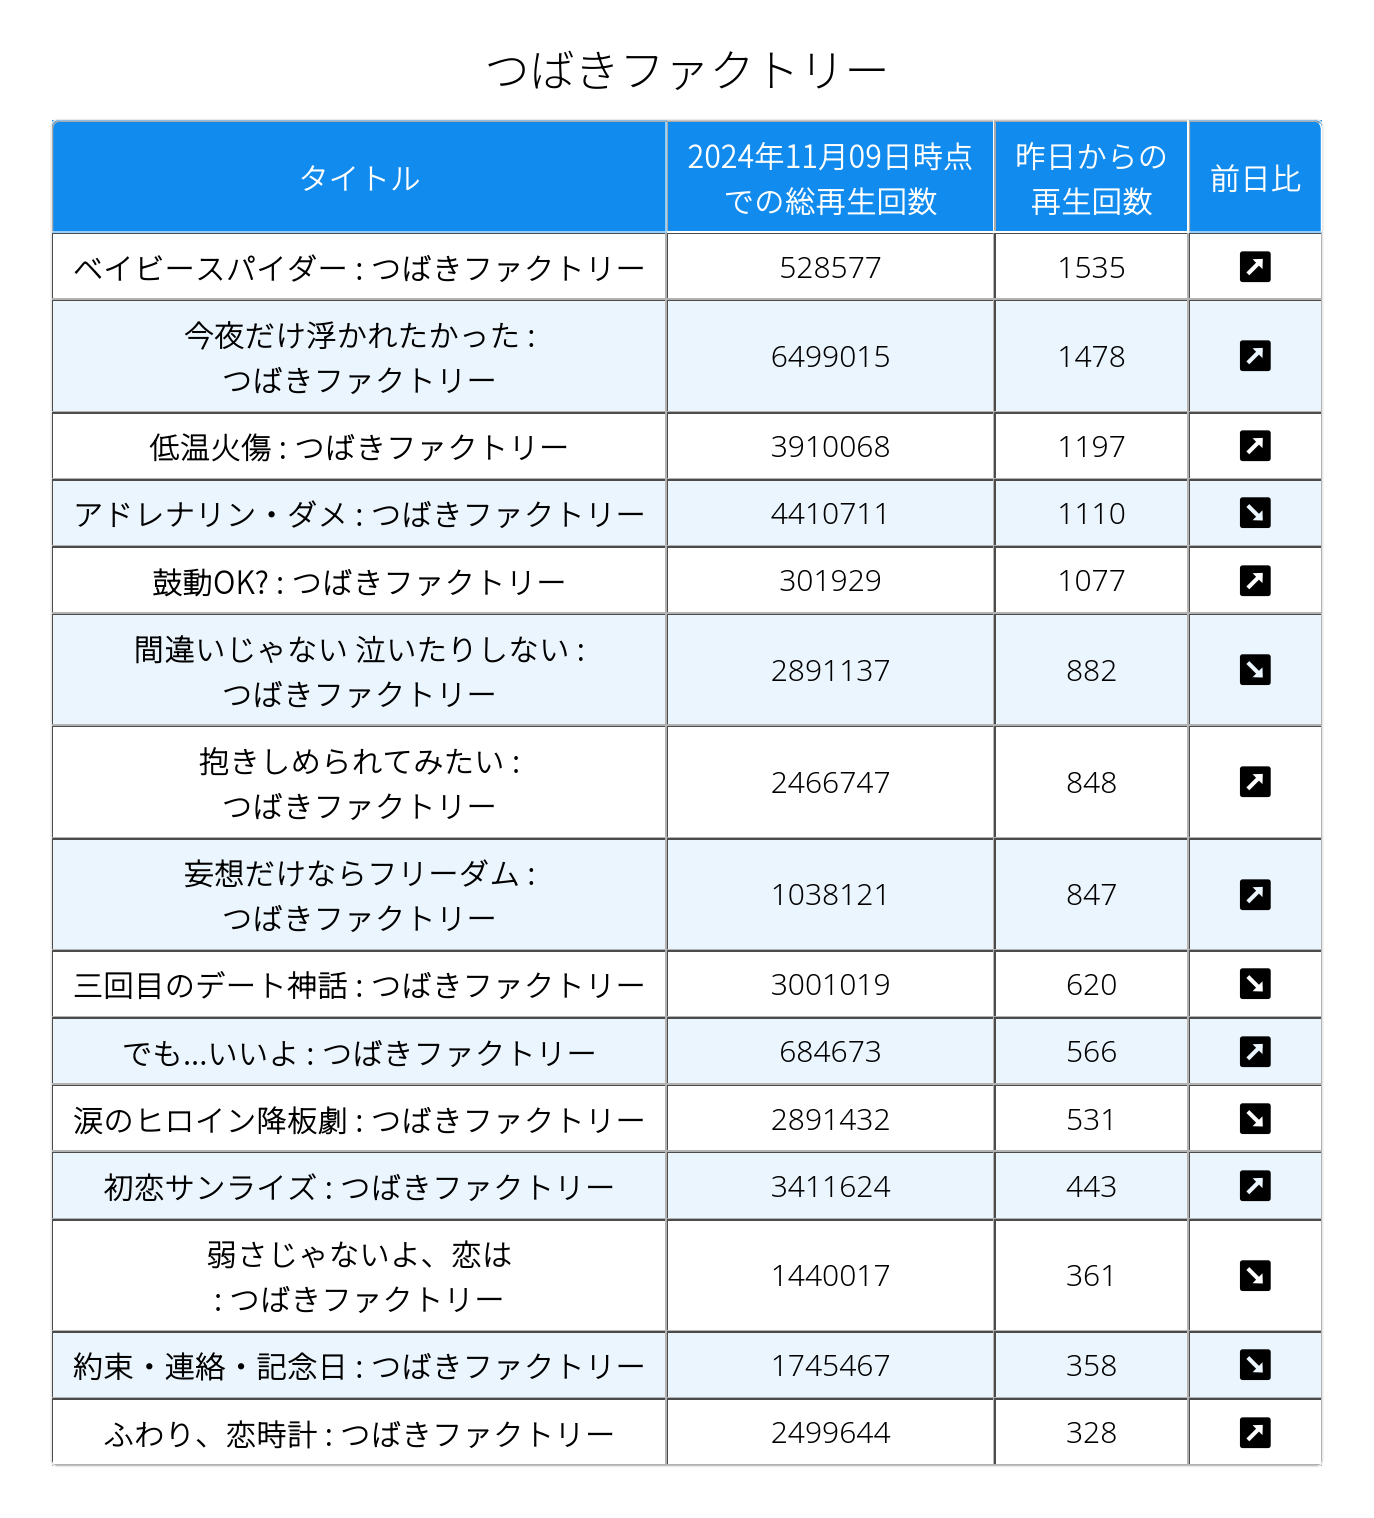 つばきファクトリー
タイトル
2024年11月09日時点
での総再生回数
昨日からの
再生回数
前日比
ベイビースパイダー : つばきファクトリー
528577
1535
↗
今夜だけ浮かれたかった :
つばきファクトリー
6499015
1478
↗
低温火傷 : つばきファクトリー
3910068
1197
↗
アドレナリン・ダメ : つばきファクトリー
4410711
1110
↘
鼓動OK? : つばきファクトリー
301929
1077
↗
間違いじゃない 泣いたりしない :
つばきファクトリー
2891137
882
↘
抱きしめられてみたい :
つばきファクトリー
2466747
848
↗
妄想だけならフリーダム :
つばきファクトリー
1038121
847
↗
三回目のデート神話 : つばきファクトリー
3001019
620
↘
でも...いいよ : つばきファクトリー
684673
566
↗
涙のヒロイン降板劇 : つばきファクトリー
2891432
531
↘
初恋サンライズ : つばきファクトリー
3411624
443
↗
弱さじゃないよ、恋は
: つばきファクトリー
1440017
361
↘
約束・連絡・記念日 : つばきファクトリー
1745467
358
↘
ふわり、恋時計 : つばきファクトリー
2499644
328
↗